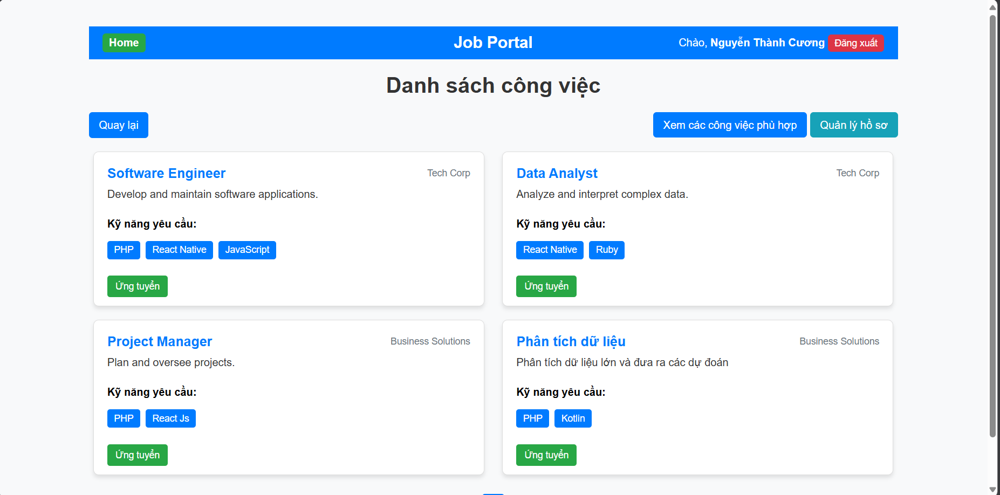 Home
Job Portal
Chào, Nguyễn Thành Cương Đăng xuất
Danh sách công việc
Quay lại
Xem các công việc phù hợp
Quản lý hồ sơ
Software Engineer
Tech Corp
Develop and maintain software applications.
Kỹ năng yêu cầu:
PHP React Native JavaScript
Ứng tuyển
Data Analyst
Tech Corp
Analyze and interpret complex data.
Kỹ năng yêu cầu:
React Native Ruby
Ứng tuyển
Project Manager
Business Solutions
Plan and oversee projects.
Kỹ năng yêu cầu:
PHP React Js
Ứng tuyển
Phân tích dữ liệu
Business Solutions
Phân tích dữ liệu lớn và đưa ra các dự đoán
Kỹ năng yêu cầu:
PHP Kotlin
Ứng tuyển